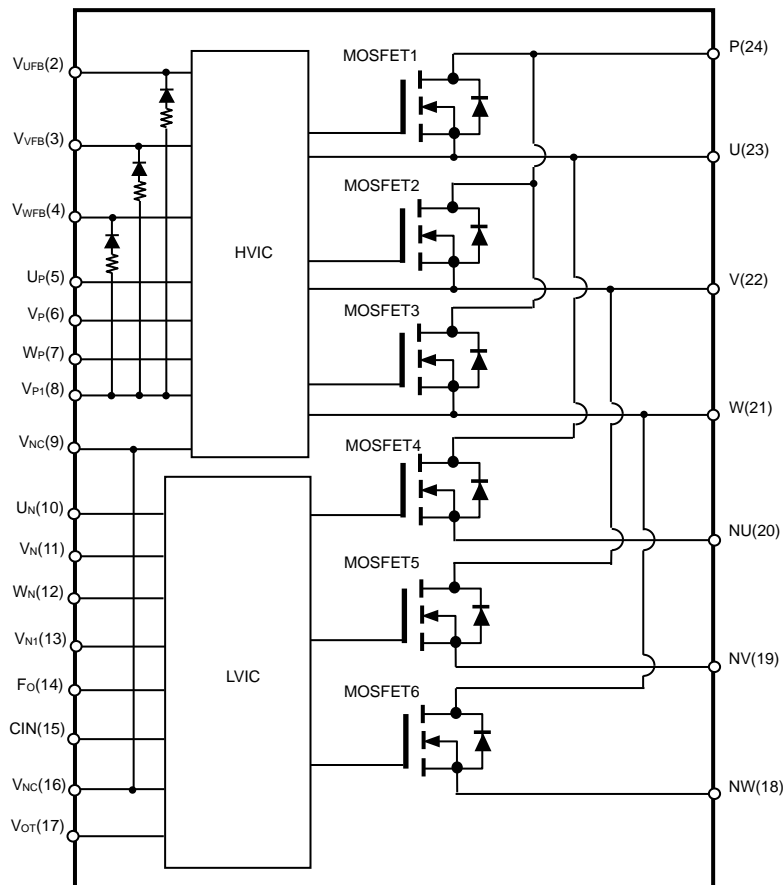 VUFB(2)
VVFB(3)
VWFB(4)
UP(5)
VP(6)
WP(7)
VP1(8)
VNC(9)
UN(10)
VN(11)
WN(12)
VN1(13)
FO(14)
CIN(15)
VNC(16)
VOT(17)
HVIC
LVIC
MOSFET1
MOSFET2
MOSFET3
MOSFET4
MOSFET5
MOSFET6
P(24)
U(23)
V(22)
W(21)
NU(20)
NV(19)
NW(18)